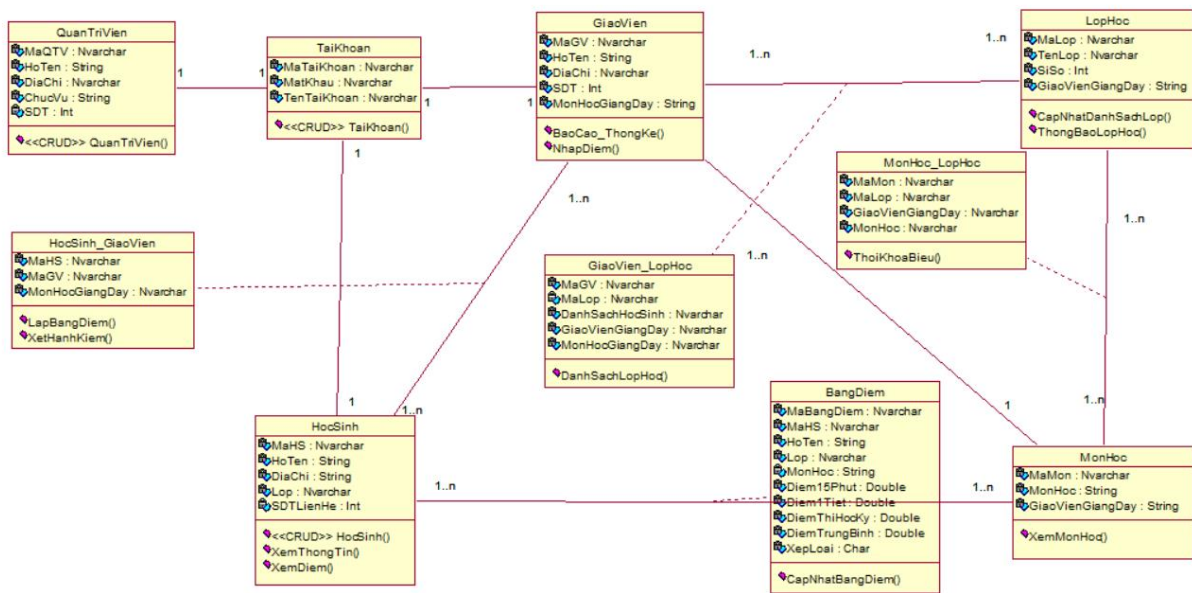 QuanTriVien
MaQTV : Nvarchar
HoTen : String
DiaChi : Nvarchar
ChucVu : String
SDT : Int
<<CRUD>> QuanTriVien()
1
1
TaiKhoan
MaTaiKhoan : Nvarchar
MatKhau : Nvarchar
TenTaiKhoan : Nvarchar
<<CRUD>> TaiKhoan()
1
1
1
GiaoVien
MaGV : Nvarchar
HoTen : String
DiaChi : Nvarchar
SDT : Int
MonHocGiangDay : String
BaoCao_ThongKe()
NhapDiem()
1..n
1..n
1..n
LopHoc
MaLop : Nvarchar
TenLop : Nvarchar
SiSo : Int
GiaoVienGiangDay : String
CapNhatDanhSachLop()
ThongBaoLopHoc()
MonHoc_LopHoc
MaMon : Nvarchar
MaLop : Nvarchar
GiaoVienGiangDay : Nvarchar
MonHoc : Nvarchar
ThoiKhoaBieu()
1..n
HocSinh_GiaoVien
MaHS : Nvarchar
MaGV : Nvarchar
MonHocGiangDay : Nvarchar
LapBangDiem()
XetHanhKiem()
GiaoVien_LopHoc
MaGV : Nvarchar
MaLop : Nvarchar
DanhSachHocSinh : Nvarchar
GiaoVienGiangDay : Nvarchar
MonHocGiangDay : Nvarchar
DanhSachLopHoc()
1..n
1
1..n
HocSinh
MaHS : Nvarchar
HoTen : String
DiaChi : String
Lop : Nvarchar
SDTLienHe : Int
<<CRUD>> HocSinh()
XemThongTin()
XemDiem()
1..n
BangDiem
MaBangDiem : Nvarchar
MaHS : Nvarchar
HoTen : String
Lop : Nvarchar
MonHoc : String
Diem15Phut : Double
Diem1Tiet : Double
DiemThiHocKy : Double
DiemTrungBinh : Double
XepLoai : Char
CapNhatBangDiem()
1..n
1
1..n
MonHoc
MaMon : Nvarchar
MonHoc : String
GiaoVienGiangDay : String
XemMonHoc()